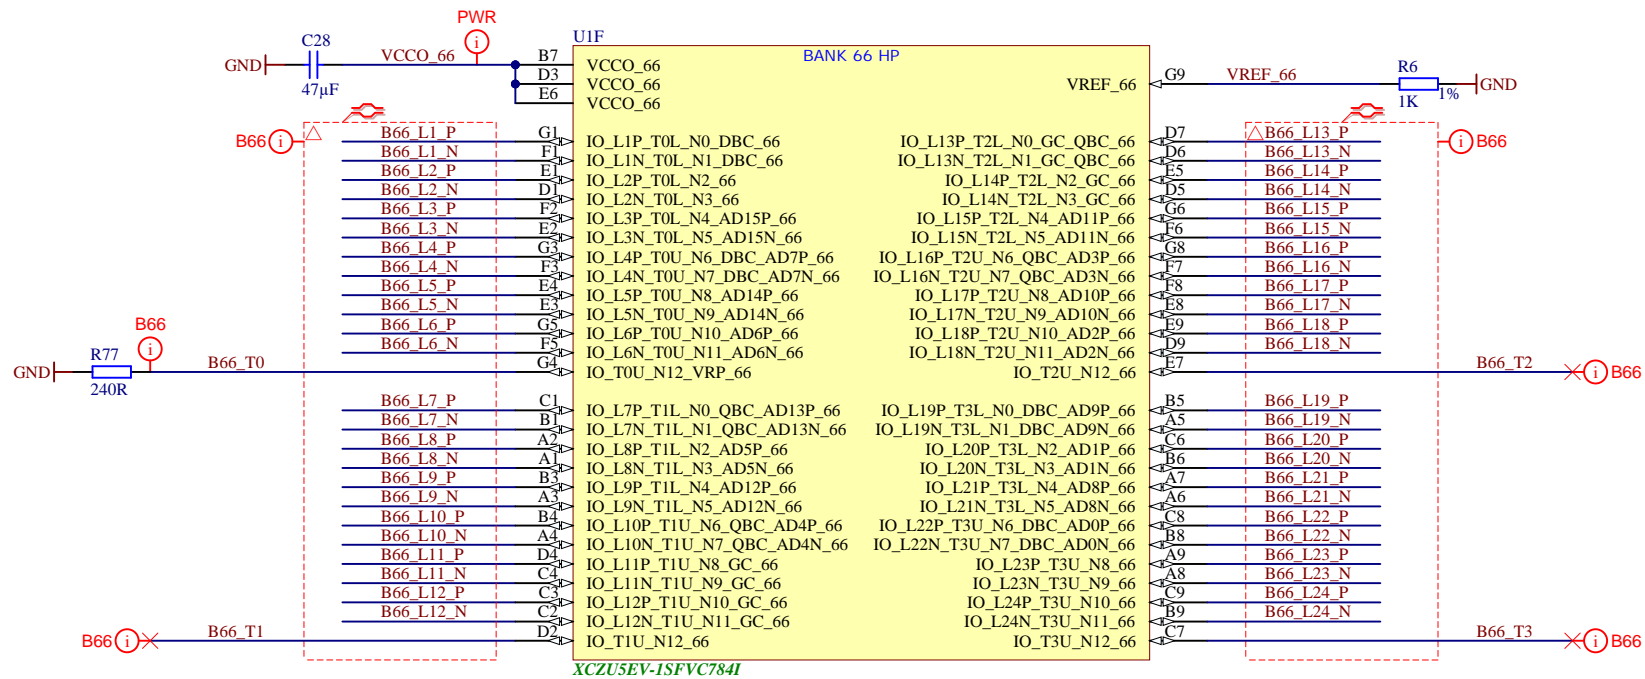 PWR
C28
U1F
GND
VCCO_66
B7
VCCO_66
BANK 66 HP
47µF
D3
VCCO_66
E6
VCCO_66
VREF_66
G9
VREF_66
R6
1K
1%
GND
B66
B66_L1_P G1 IO_L1P_T0L_N0_DBC_66
B66_L1_N F1 IO_L1N_T0L_N1_DBC_66
B66_L2_P E1 IO_L2P_T0L_N2_66
B66_L2_N D1 IO_L2N_T0L_N3_66
B66_L3_P F2 IO_L3P_T0L_N4_AD15P_66
B66_L3_N E2 IO_L3N_T0L_N5_AD15N_66
B66_L4_P G3 IO_L4P_T0U_N6_DBC_AD7P_66
B66_L4_N F3 IO_L4N_T0U_N7_DBC_AD7N_66
B66_L5_P E4 IO_L5P_T0U_N8_AD14P_66
B66_L5_N E3 IO_L5N_T0U_N9_AD14N_66
B66_L6_P G5 IO_L6P_T0U_N10_AD6P_66
B66_L6_N F5 IO_L6N_T0U_N11_AD6N_66
B66
R77
GND
240R
B66_T0 G4 IO_T0U_N12_VRP_66
B66_L7_P C1 IO_L7P_T1L_N0_QBC_AD13P_66
B66_L7_N B1 IO_L7N_T1L_N1_QBC_AD13N_66
B66_L8_P A2 IO_L8P_T1L_N2_AD5P_66
B66_L8_N A1 IO_L8N_T1L_N3_AD5N_66
B66_L9_P B3 IO_L9P_T1L_N4_AD12P_66
B66_L9_N A3 IO_L9N_T1L_N5_AD12N_66
B66_L10_P B4 IO_L10P_T1U_N6_QBC_AD4P_66
B66_L10_N A4 IO_L10N_T1U_N7_QBC_AD4N_66
B66_L11_P D4 IO_L11P_T1U_N8_GC_66
B66_L11_N C4 IO_L11N_T1U_N9_GC_66
B66_L12_P C3 IO_L12P_T1U_N10_GC_66
B66_L12_N C2 IO_L12N_T1U_N11_GC_66
B66 B66_T1 D2 IO_T1U_N12_66
IO_L13P_T2L_N0_GC_QBC_66 D7 B66_L13_P
B66
IO_L13N_T2L_N1_GC_QBC_66 D6 B66_L13_N
IO_L14P_T2L_N2_GC_66 E5 B66_L14_P
IO_L14N_T2L_N3_GC_66 D5 B66_L14_N
IO_L15P_T2L_N4_AD11P_66 G6 B66_L15_P
IO_L15N_T2L_N5_AD11N_66 F6 B66_L15_N
IO_L16P_T2U_N6_QBC_AD3P_66 G8 B66_L16_P
IO_L16N_T2U_N7_QBC_AD3N_66 F7 B66_L16_N
IO_L17P_T2U_N8_AD10P_66 F8 B66_L17_P
IO_L17N_T2U_N9_AD10N_66 E8 B66_L17_N
IO_L18P_T2U_N10_AD2P_66 E9 B66_L18_P
IO_L18N_T2U_N11_AD2N_66 D9 B66_L18_N
IO_T2U_N12_66 E7 B66_T2 B66
IO_L19P_T3L_N0_DBC_AD9P_66 B5 B66_L19_P
IO_L19N_T3L_N1_DBC_AD9N_66 A5 B66_L19_N
IO_L20P_T3L_N2_AD1P_66 C6 B66_L20_P
IO_L20N_T3L_N3_AD1N_66 B6 B66_L20_N
IO_L21P_T3L_N4_AD8P_66 A7 B66_L21_P
IO_L21N_T3L_N5_AD8N_66 A6 B66_L21_N
IO_L22P_T3U_N6_DBC_AD0P_66 C8 B66_L22_P
IO_L22N_T3U_N7_DBC_AD0N_66 B8 B66_L22_N
IO_L23P_T3U_N8_66 A9 B66_L23_P
IO_L23N_T3U_N9_66 A8 B66_L23_N
IO_L24P_T3U_N10_66 C9 B66_L24_P
IO_L24N_T3U_N11_66 B9 B66_L24_N
IO_T3U_N12_66 C7 B66_T3 B66
XCZU5EV-1SFVC784I